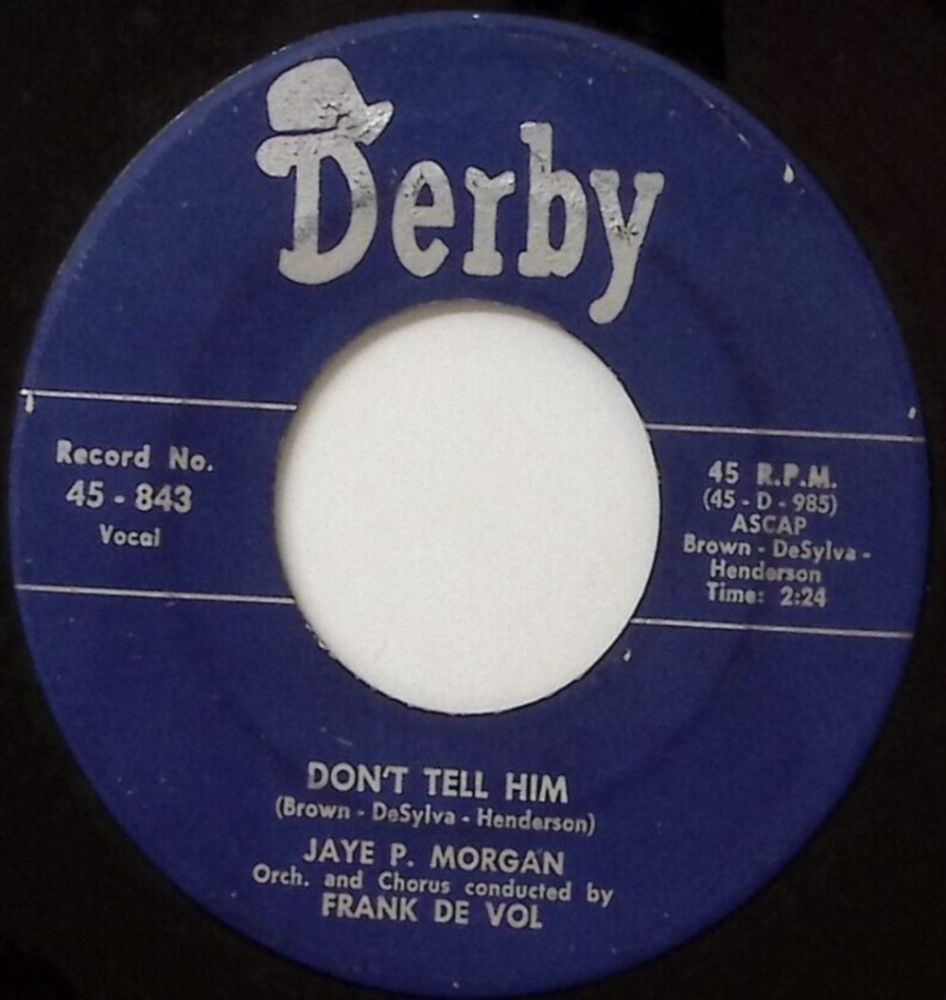 Derby
Record No.
45 - 843
Vocal
45 R.P.M.
(45 - D - 985)
ASCAP
Brown - DeSylva -
Henderson
Time: 2:24
DON'T TELL HIM
(Brown - DeSylva - Henderson)
JAYE P. MORGAN
Orch. and Chorus conducted by
FRANK DE VOL